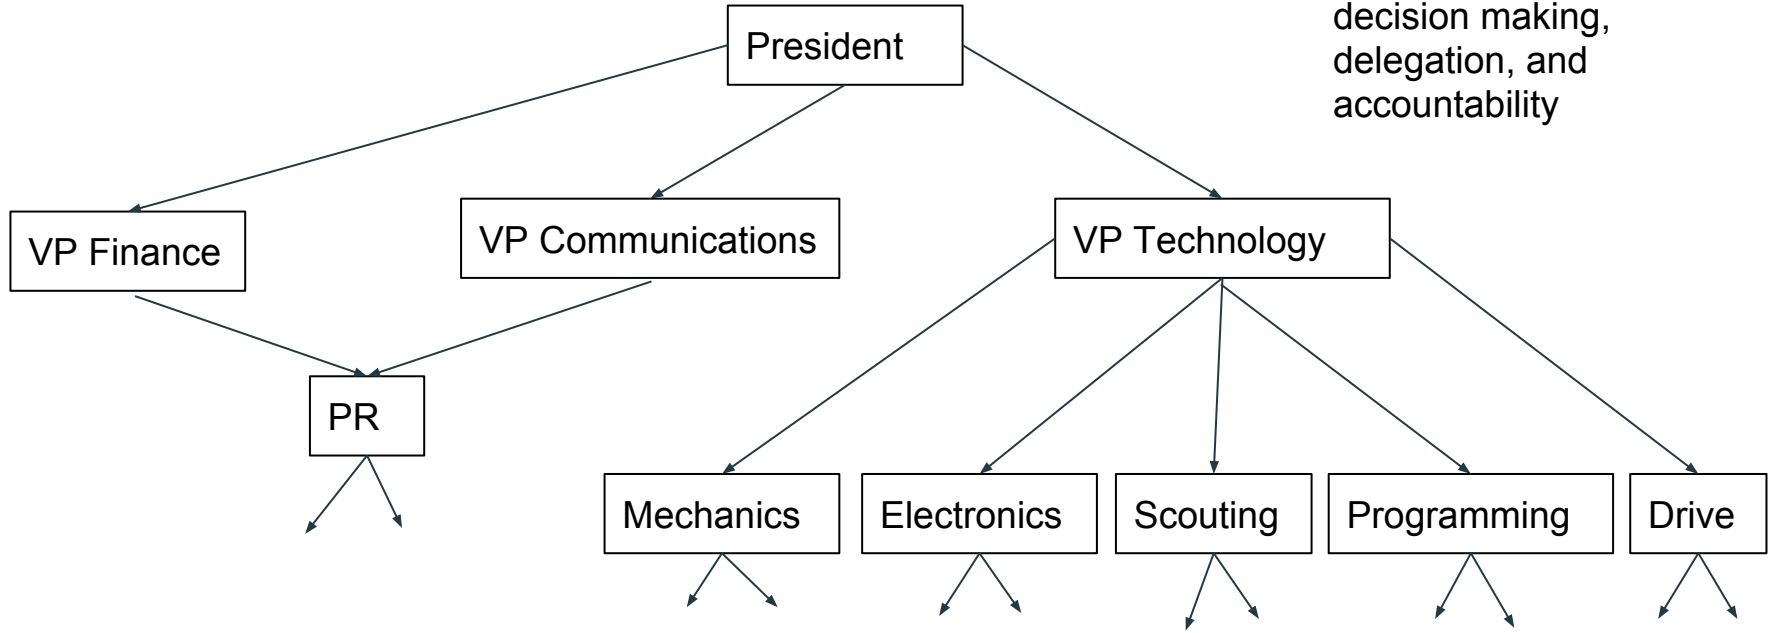 decision making,
delegation, and
accountability
President
VP Finance
VP Communications
VP Technology
PR
Mechanics
Electronics
Scouting
Programming
Drive